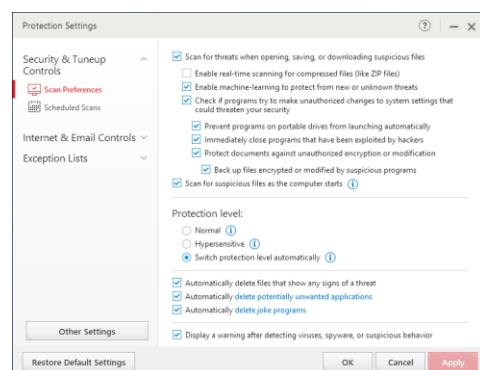 Protection Settings
Security & Tuneup
Controls
Scan Preferences
Scheduled Scans
Internet & Email Controls
Exception Lists
Other Settings
Scan for threats when opening, saving, or downloading suspicious files
Enable real-time scanning for compressed files (like ZIP files)
Enable machine-learning to protect from new or unknown threats
Check if programs try to make unauthorized changes to system settings that
could threaten your security
Prevent programs on portable drives from launching automatically
Immediately close programs that have been exploited by hackers
Protect documents against unauthorized encryption or modification
Back up files encrypted or modified by suspicious programs
Scan for suspicious files as the computer starts
Protection level:
Normal
Hypersensitive
Switch protection level automatically
Automatically delete files that show any signs of a threat
Automatically delete potentially unwanted applications
Automatically delete joke programs
Display a warning after detecting viruses, spyware, or suspicious behavior
Restore Default Settings
OK
Cancel
Apply